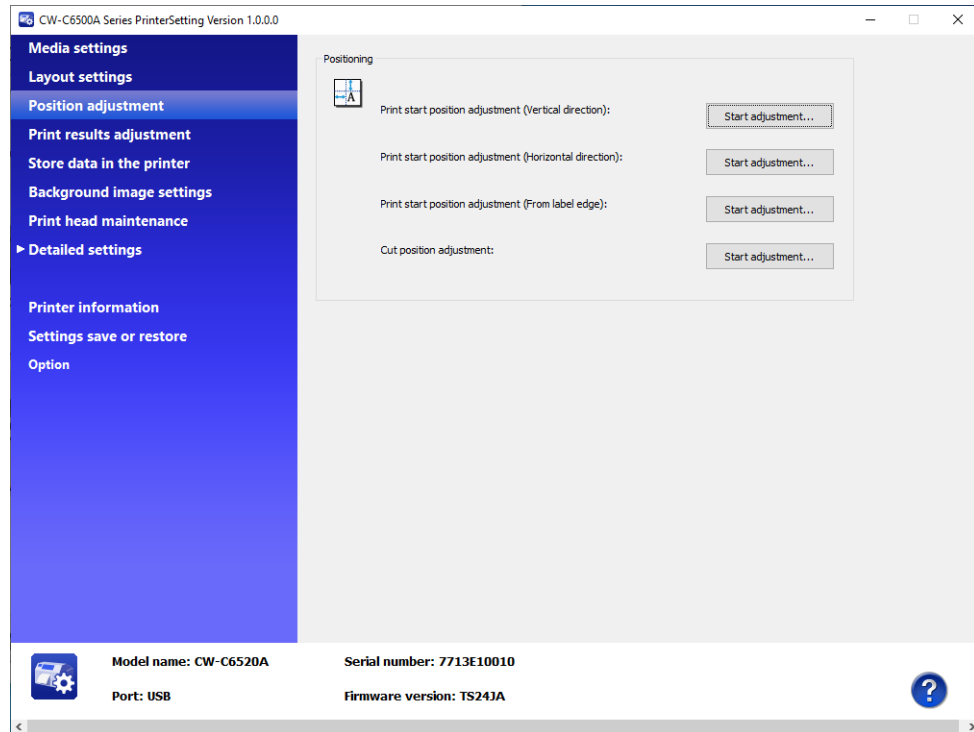 CW-C6500A Series PrinterSetting Version 1.0.0.0
Media settings
Layout settings
Position adjustment
Print results adjustment
Store data in the printer
Background image settings
Print head maintenance
Detailed settings
Printer information
Settings save or restore
Option
Positioning
A
Print start position adjustment (Vertical direction):
Start adjustment...
Print start position adjustment (Horizontal direction):
Start adjustment...
Print start position adjustment (From label edge):
Start adjustment...
Cut position adjustment:
Start adjustment...
Model name: CW-C6520A
Serial number: 7713E10010
Port: USB
Firmware version: TS24JA
?